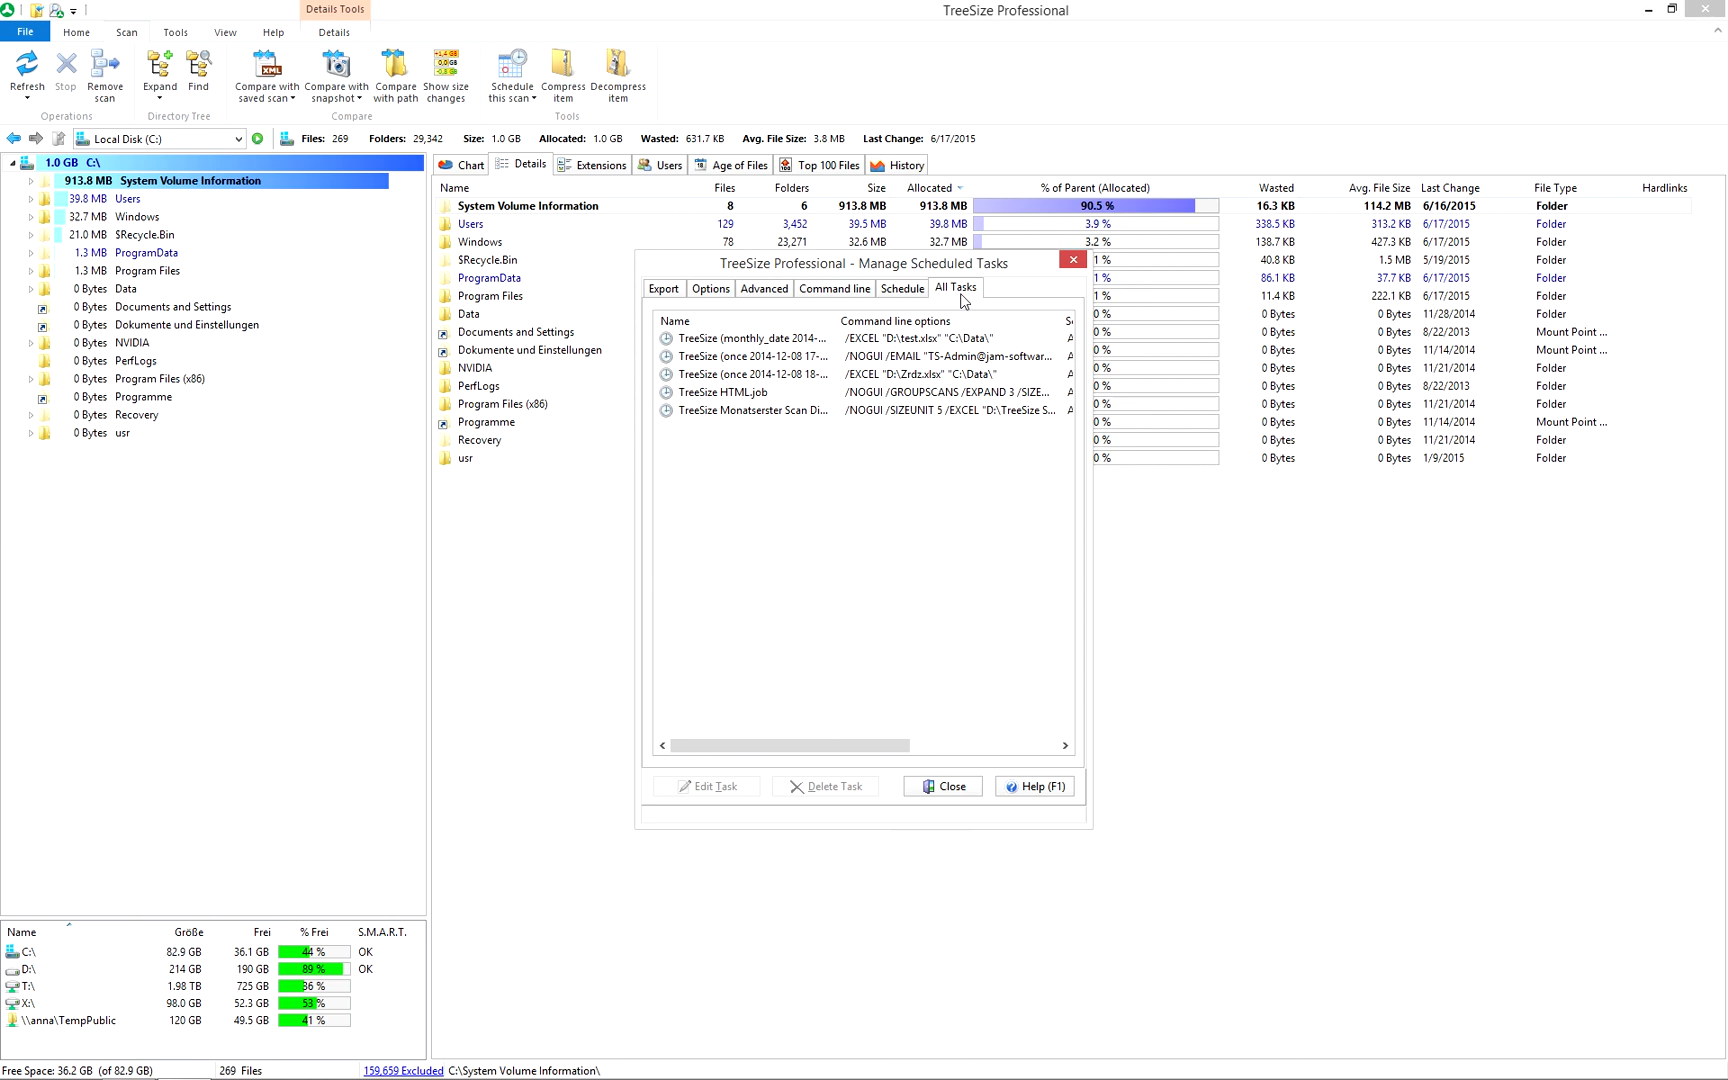 Details Tools
TreeSize Professional
File Home Scan Tools View Help Details
Refresh Stop Remove scan Expand Find Compare with saved scan Compare with snapshot Compare with path Show size changes Schedule this scan Compress item Decompress item
XML
+1,4 GB
0,0 GB
-0,8 GB
Operations Directory Tree Compare Tools
Local Disk (C:) Files: 269 Folders: 29,342 Size: 1.0 GB Allocated: 1.0 GB Wasted: 631.7 KB Avg. File Size: 3.8 MB Last Change: 6/17/2015
1.0 GB C:\
913.8 MB System Volume Information
39.8 MB Users
32.7 MB Windows
21.0 MB $Recycle.Bin
1.3 MB ProgramData
1.3 MB Program Files
0 Bytes Data
0 Bytes Documents and Settings
0 Bytes Dokumente und Einstellungen
0 Bytes NVIDIA
0 Bytes PerfLogs
0 Bytes Program Files (x86)
0 Bytes Programme
0 Bytes Recovery
0 Bytes usr
Chart Details Extensions Users Age of Files Top 100 Files History
Name Files Folders Size Allocated % of Parent (Allocated) Wasted Avg. File Size Last Change File Type Hardlinks
System Volume Information 8 6 913.8 MB 913.8 MB 90.5 % 16.3 KB 114.2 MB 6/16/2015 Folder
Users 129 3,452 39.5 MB 39.8 MB 3.9 % 338.5 KB 313.2 KB 6/17/2015 Folder
Windows 78 23,271 32.6 MB 32.7 MB 3.2 % 138.7 KB 427.3 KB 6/17/2015 Folder
$Recycle.Bin 1 % 40.8 KB 1.5 MB 5/19/2015 Folder
ProgramData 1 % 86.1 KB 37.7 KB 6/17/2015 Folder
Program Files 1 % 11.4 KB 222.1 KB 6/17/2015 Folder
Data 0 % 0 Bytes 0 Bytes 11/28/2014 Folder
Documents and Settings 0 % 0 Bytes 0 Bytes 8/22/2013 Mount Point ...
Dokumente und Einstellungen 0 % 0 Bytes 0 Bytes 11/14/2014 Mount Point ...
NVIDIA 0 % 0 Bytes 0 Bytes 11/21/2014 Folder
PerfLogs 0 % 0 Bytes 0 Bytes 8/22/2013 Folder
Program Files (x86) 0 % 0 Bytes 0 Bytes 11/21/2014 Folder
Programme 0 % 0 Bytes 0 Bytes 11/14/2014 Mount Point ...
Recovery 0 % 0 Bytes 0 Bytes 11/21/2014 Folder
usr 0 % 0 Bytes 0 Bytes 1/9/2015 Folder
TreeSize Professional - Manage Scheduled Tasks
Export Options Advanced Command line Schedule All Tasks
Name Command line options
TreeSize (monthly_date 2014-... /EXCEL "D:\test.xlsx" "C:\Data\"
TreeSize (once 2014-12-08 17-... /NOGUI /EMAIL "TS-Admin@jam-softwar...
TreeSize (once 2014-12-08 18-... /EXCEL "D:\Zrdz.xlsx" "C:\Data\"
TreeSize HTML.job /NOGUI /GROUPSCANS /EXPAND 3 /SIZE...
TreeSize Monatserster Scan Di... /NOGUI /SIZEUNIT 5 /EXCEL "D:\TreeSize S...
Edit Task Delete Task Close Help (F1)
Name Größe Frei % Frei S.M.A.R.T.
C:\ 82.9 GB 36.1 GB 44 % OK
D:\ 214 GB 190 GB 89 % OK
T:\ 1.98 TB 725 GB 36 %
X:\ 98.0 GB 52.3 GB 53 %
\\anna\TempPublic 120 GB 49.5 GB 41 %
Free Space: 36.2 GB (of 82.9 GB) 269 Files 159,659 Excluded C:\System Volume Information\